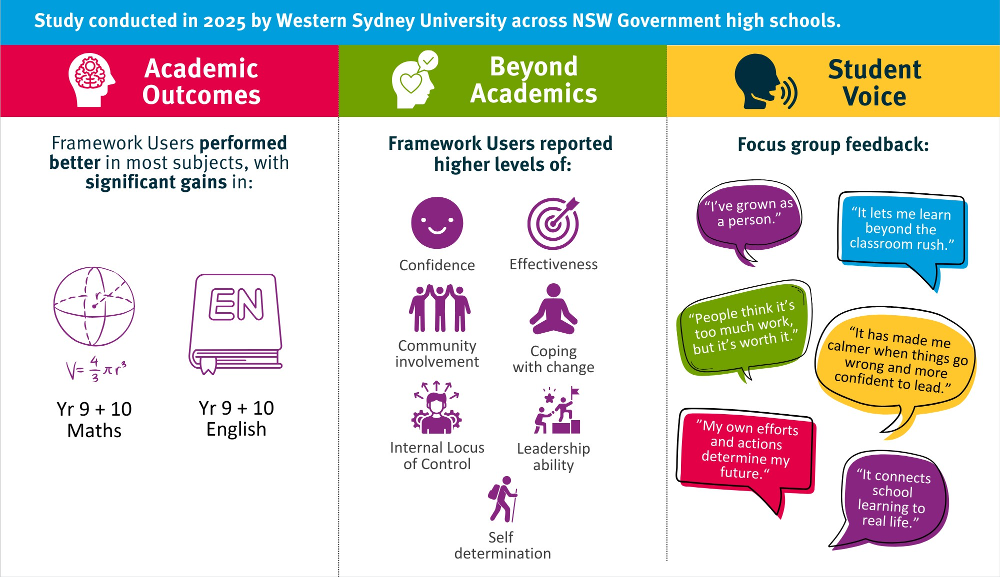 Study conducted in 2025 by Western Sydney University across NSW Government high schools.
Academic
Outcomes
Framework Users performed
better in most subjects, with
significant gains in:
r
V= 4/3 πr³
EN
Yr 9 + 10
Maths
Yr 9 + 10
English
Beyond
Academics
Framework Users reported
higher levels of:
Confidence
Effectiveness
Community
involvement
Coping
with change
Internal Locus
of Control
Leadership
ability
Self
determination
Student
Voice
Focus group feedback:
“I’ve grown as
a person.”
“It lets me learn
beyond the
classroom rush.”
“People think it’s
too much work,
but it’s worth it.”
“It has made me
calmer when things go
wrong and more
confident to lead.”
”My own efforts
and actions
determine my
future.“
“It connects
school
learning to
real life.”